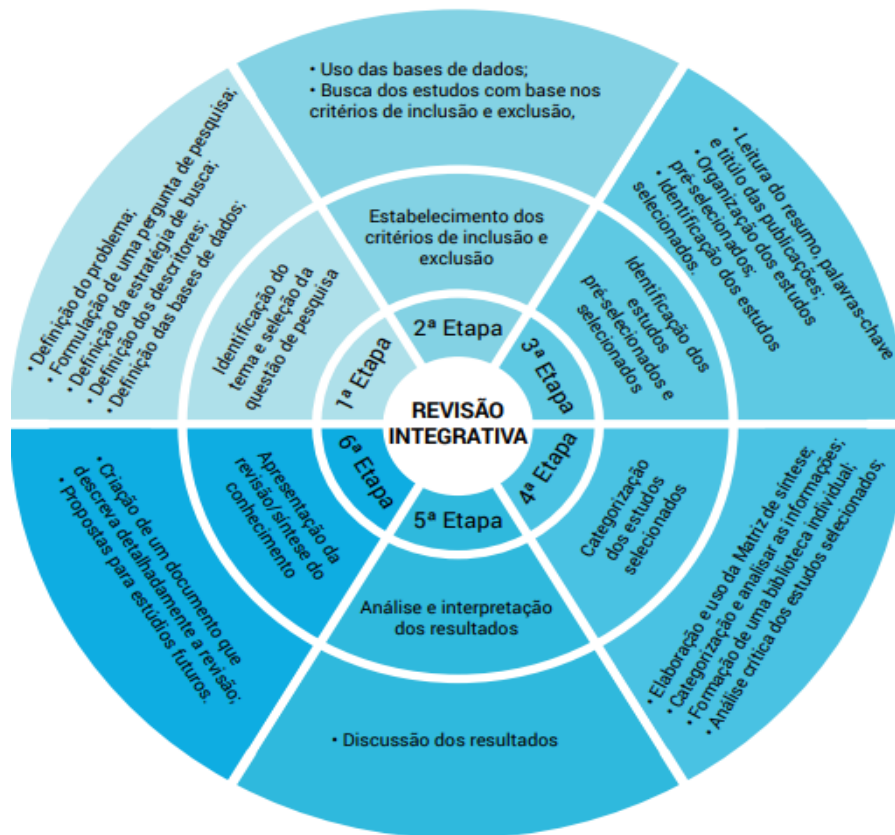 REVISÃO
INTEGRATIVA
1ª Etapa
Identificação do
tema e seleção da
questão de pesquisa
• Definição do problema;
• Formulação de uma pergunta de pesquisa;
• Definição da estratégia de busca;
• Definição dos descritores;
• Definição das bases de dados;
2ª Etapa
Estabelecimento dos
critérios de inclusão e
exclusão
• Uso das bases de dados;
• Busca dos estudos com base nos
critérios de inclusão e exclusão,
3ª Etapa
Identificação dos
estudos
pré-selecionados e
selecionados
• Leitura do resumo, palavras-chave
e titúlo das publicações;
• Organização dos estudos
pré-selecionados;
• Identificação dos estudos
selecionados.
4ª Etapa
Categorização
dos estudos
selecionados
• Elaboração e uso da Matriz de síntese;
• Categorização e analisar as informações;
• Formação de uma biblioteca individual;
• Análise crítica dos estudos selecionados;
5ª Etapa
Análise e interpretação
dos resultados
• Discussão dos resultados
6ª Etapa
Apresentação da
revisão/síntese do
conhecimento
• Criação de um documento que
descreva detalhadamente a revisão;
• Propostas para estúdios futuros.